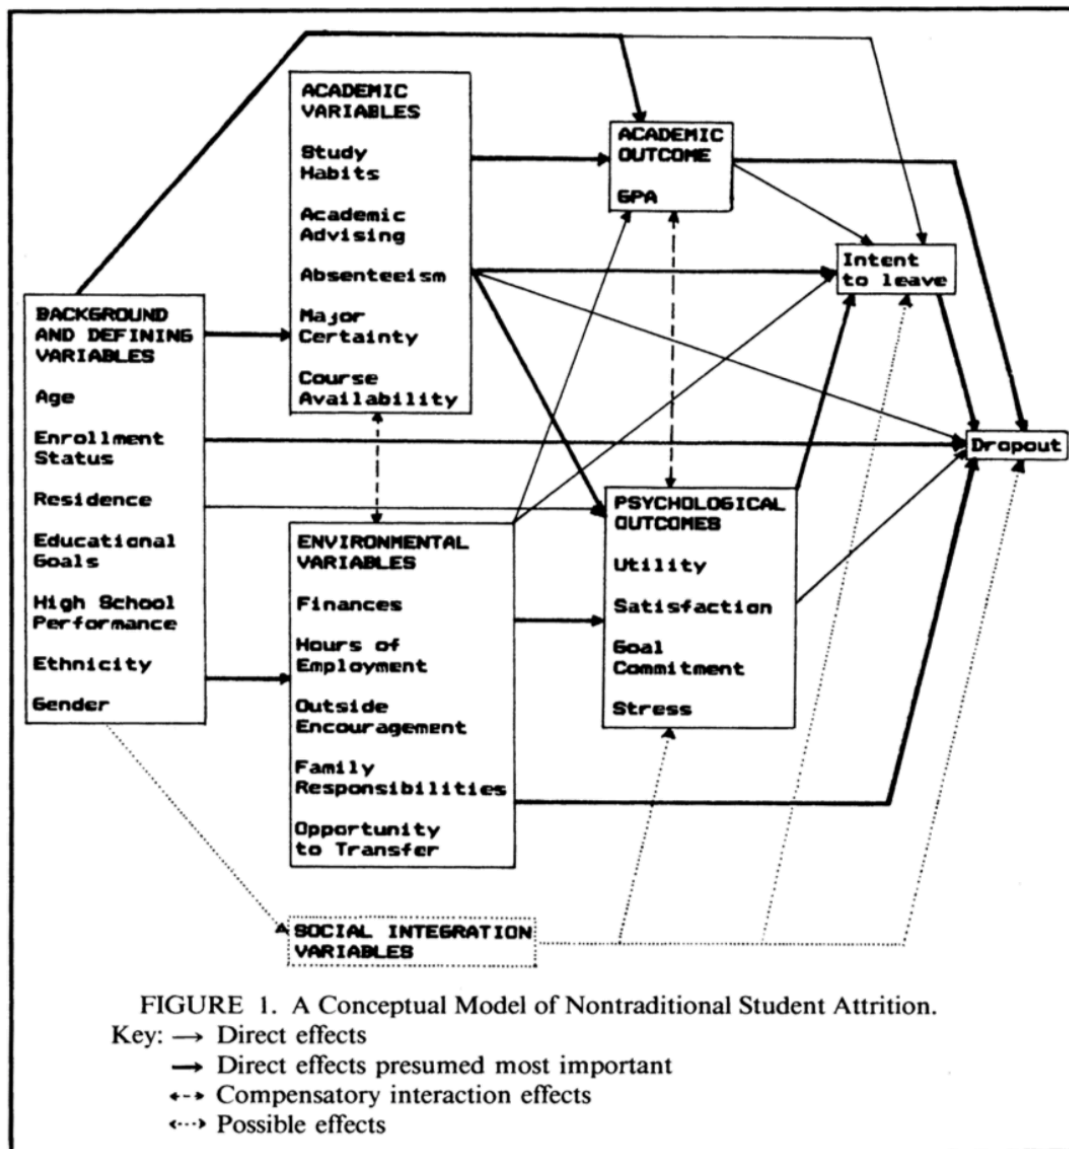 ACADEMIC
VARIABLES
Study
Habits
Academic
Advising
Absenteeism
Major
Certainty
Course
Availability
ACADEMIC
OUTCOME
GPA
Intent
to leave
BACKGROUND
AND DEFINING
VARIABLES
Age
Enrollment
Status
Residence
Educational
Goals
High School
Performance
Ethnicity
Gender
Dropout
ENVIRONMENTAL
VARIABLES
Finances
Hours of
Employment
Outside
Encouragement
Family
Responsibilities
Opportunity
to Transfer
PSYCHOLOGICAL
OUTCOMES
Utility
Satisfaction
Goal
Commitment
Stress
SOCIAL INTEGRATION
VARIABLES
FIGURE 1. A Conceptual Model of Nontraditional Student Attrition.
Key: → Direct effects
→ Direct effects presumed most important
←-→ Compensatory interaction effects
<···> Possible effects